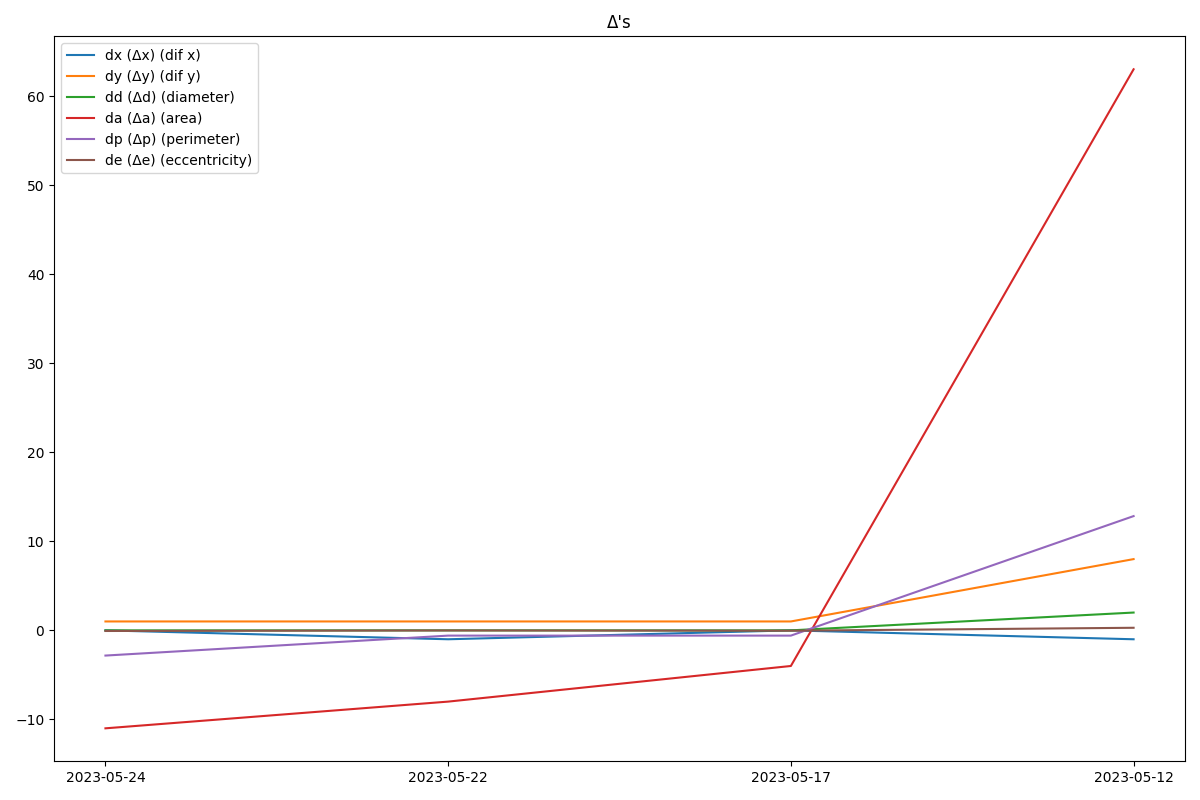 Δ's
dx (Δx) (dif x)
dy (Δy) (dif y)
dd (Δd) (diameter)
da (Δa) (area)
dp (Δp) (perimeter)
de (Δe) (eccentricity)
60
50
40
30
20
10
0
−10
2023-05-24 2023-05-22 2023-05-17 2023-05-12